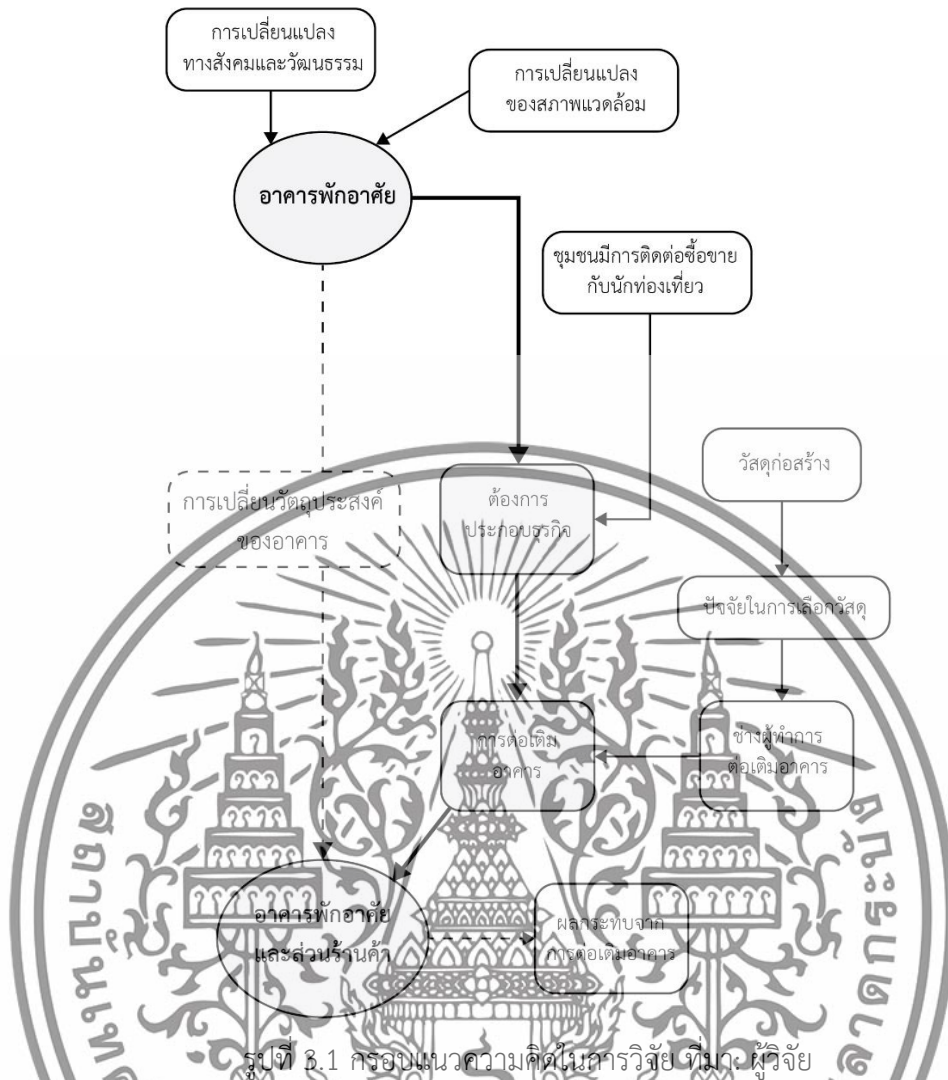 การเปลี่ยนแปลง
ทางสังคมและวัฒนธรรม
การเปลี่ยนแปลง
ของสภาพแวดล้อม
อาคารพักอาศัย
ชุมชนมีการติดต่อซื้อขาย
กับนักท่องเที่ยว
วัสดุก่อสร้าง
การเปลี่ยนวัตถุประสงค์
ของอาคาร
ต้องการ
ประกอบธุรกิจ
ปัจจัยในการเลือกวัสดุ
การต่อเติม
อาคาร
ช่างผู้ทำการ
ต่อเติมอาคาร
อาคารพักอาศัย
และส่วนร้านค้า
ผลกระทบจาก
การต่อเติมอาคาร
รูปที่ 3.1 กรอบแนวความคิดในการวิจัย ที่มา: ผู้วิจัย